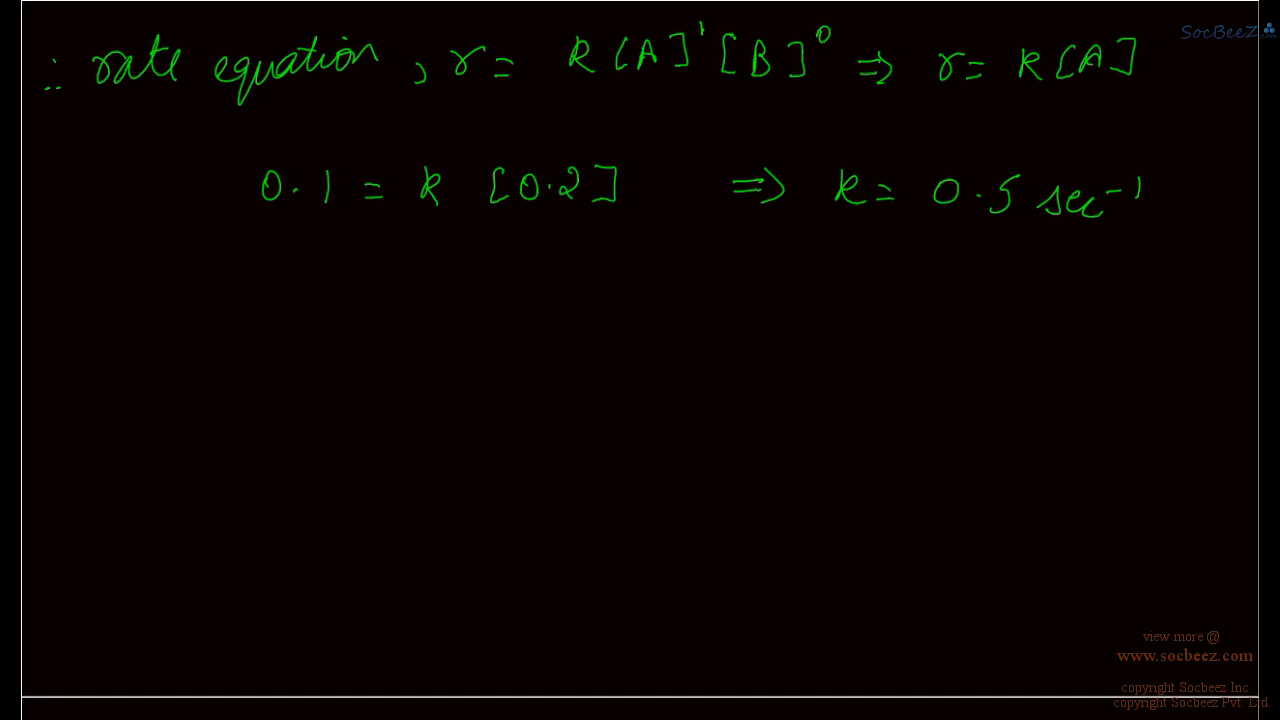 SocBeeZ
∴ rate equation, r = k [A]¹ [B]⁰ ⇒ r = k [A]
0.1 = k [0.2] ⇒ k = 0.5 sec⁻¹
view more @
www.socbeez.com
copyright Socbeez Inc
copyright Socbeez Pvt Ltd.